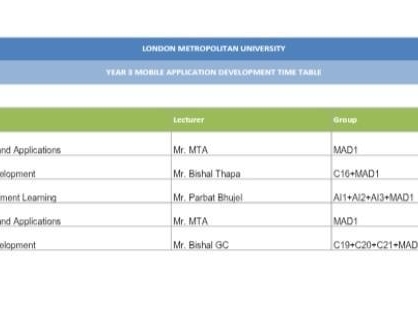 LONDON METROPOLITAN UNIVERSITY
YEAR 3 MOBILE APPLICATION DEVELOPMENT TIME TABLE
Lecturer Group
nd Applications Mr. MTA MAD1
elopment Mr. Bishal Thapa C16+MAD1
ment Learning Mr. Parbat Bhujel AI1+AI2+AI3+MAD1
nd Applications Mr. MTA MAD1
elopment Mr. Bishal GC C19+C20+C21+MAD